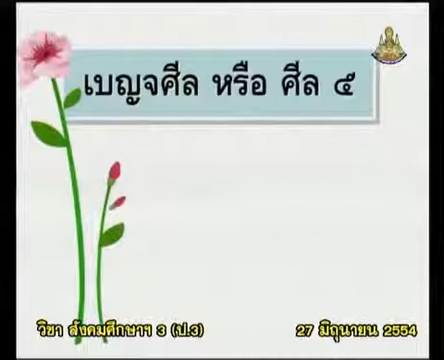 เบญจศีล หรือ ศีล ๕
วิชา สังคมศึกษาฯ 3 (ป.3)
27 มิถุนายน 2554